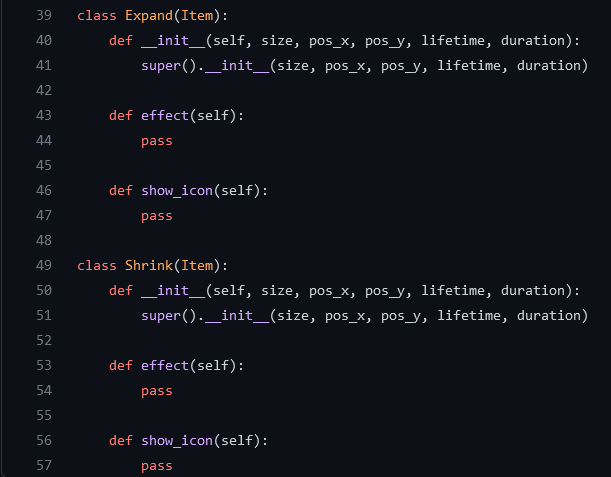 39 class Expand(Item):
40     def __init__(self, size, pos_x, pos_y, lifetime, duration):
41         super().__init__(size, pos_x, pos_y, lifetime, duration)
42
43     def effect(self):
44         pass
45
46     def show_icon(self):
47         pass
48
49 class Shrink(Item):
50     def __init__(self, size, pos_x, pos_y, lifetime, duration):
51         super().__init__(size, pos_x, pos_y, lifetime, duration)
52
53     def effect(self):
54         pass
55
56     def show_icon(self):
57         pass